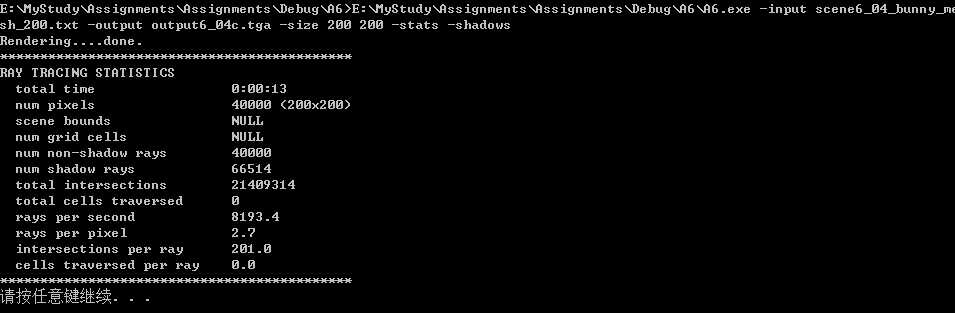 E:\MyStudy\Assignments\Assignments\Debug\A6>E:\MyStudy\Assignments\Assignments\Debug\A6\A6.exe -input scene6_04_bunny_me
sh_200.txt -output output6_04c.tga -size 200 200 -stats -shadows
Rendering....done.
********************************************
RAY TRACING STATISTICS
  total time                 0:00:13
  num pixels                 40000 (200x200)
  scene bounds               NULL
  num grid cells             NULL
  num non-shadow rays        40000
  num shadow rays            66514
  total intersections        21409314
  total cells traversed      0
  rays per second            8193.4
  rays per pixel             2.7
  intersections per ray      201.0
  cells traversed per ray    0.0
********************************************
请按任意键继续. . .